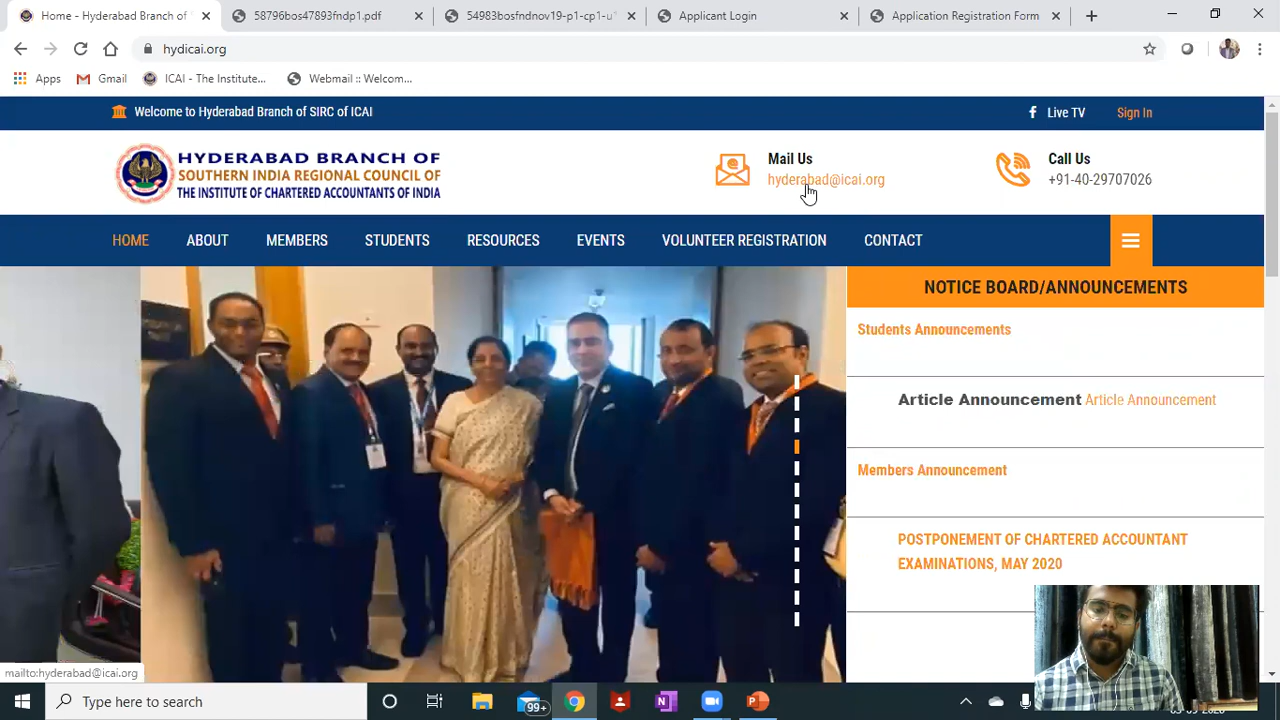 Home - Hyderabad Branch of
58796bos47893fndp1.pdf
54983bosfndnov19-p1-cp1-u
Applicant Login
Application Registration Form
hydicai.org
Apps
Gmail
ICAI - The Institute...
Webmail :: Welcom...
Welcome to Hyderabad Branch of SIRC of ICAI
Live TV
Sign In
HYDERABAD BRANCH OF
SOUTHERN INDIA REGIONAL COUNCIL OF
THE INSTITUTE OF CHARTERED ACCOUNTANTS OF INDIA
Mail Us
hyderabad@icai.org
Call Us
+91-40-29707026
HOME
ABOUT
MEMBERS
STUDENTS
RESOURCES
EVENTS
VOLUNTEER REGISTRATION
CONTACT
NOTICE BOARD/ANNOUNCEMENTS
Students Announcements
Article Announcement Article Announcement
Members Announcement
POSTPONEMENT OF CHARTERED ACCOUNTANT
EXAMINATIONS, MAY 2020
mailto:hyderabad@icai.org
Type here to search
99+